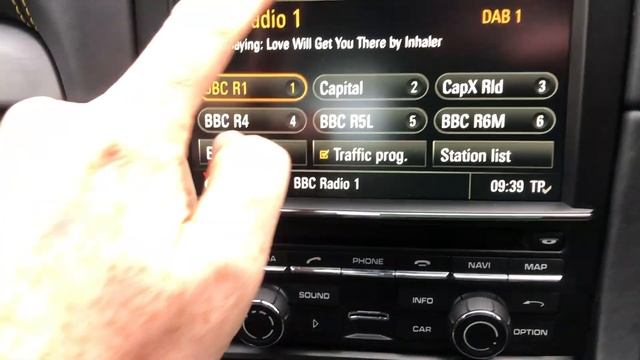 adio 1 DAB 1
aying: Love Will Get You There by Inhaler
BBC R1 1 Capital 2 CapX Rld 3
BBC R4 4 BBC R5L 5 BBC R6M 6
Traffic prog. Station list
BBC Radio 1 09:39 TP
PHONE NAVI MAP
SOUND INFO
CAR OPTION